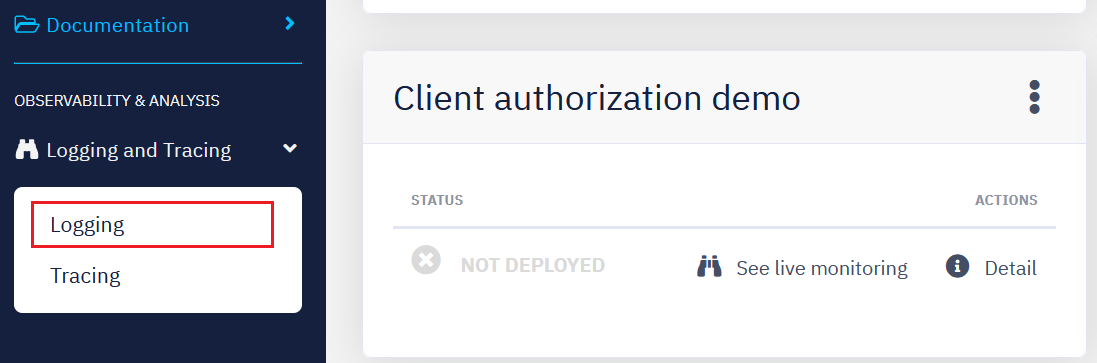 Documentation
OBSERVABILITY & ANALYSIS
Logging and Tracing
Logging
Tracing
Client authorization demo
STATUS ACTIONS
NOT DEPLOYED See live monitoring Detail